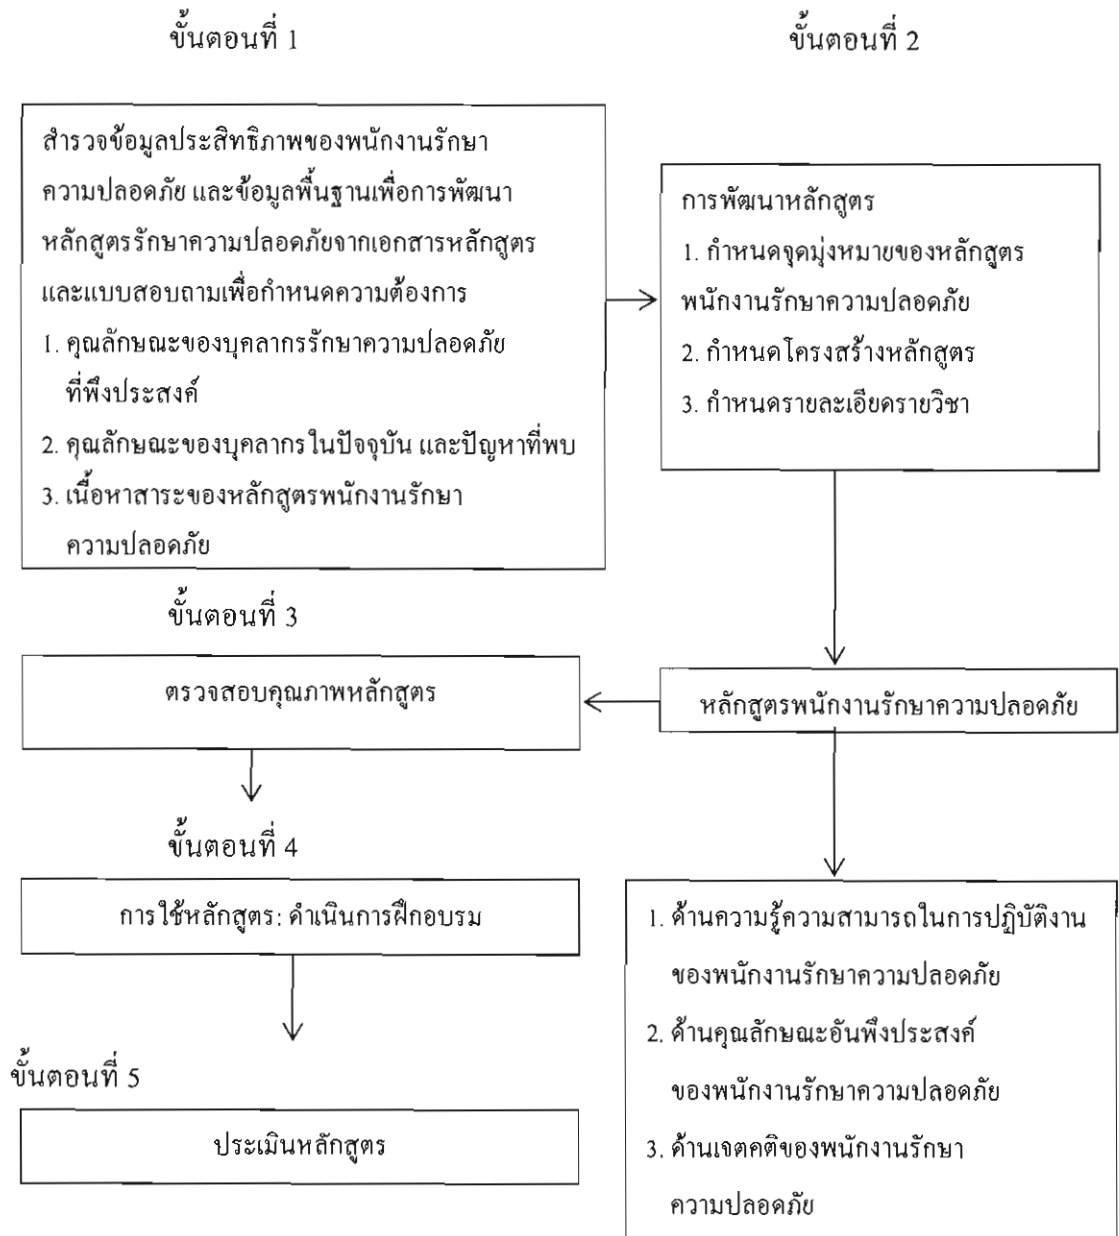 ขั้นตอนที่ 1
สำรวจข้อมูลประสิทธิภาพของพนักงานรักษา
ความปลอดภัย และข้อมูลพื้นฐานเพื่อการพัฒนา
หลักสูตรรักษาความปลอดภัยจากเอกสารหลักสูตร
และแบบสอบถามเพื่อกำหนดความต้องการ
1. คุณลักษณะของบุคลากรรักษาความปลอดภัย
ที่พึงประสงค์
2. คุณลักษณะของบุคลากรในปัจจุบัน และปัญหาที่พบ
3. เนื้อหาสาระของหลักสูตรพนักงานรักษา
ความปลอดภัย
ขั้นตอนที่ 2
การพัฒนาหลักสูตร
1. กำหนดจุดมุ่งหมายของหลักสูตร
พนักงานรักษาความปลอดภัย
2. กำหนดโครงสร้างหลักสูตร
3. กำหนดรายละเอียดรายวิชา
หลักสูตรพนักงานรักษาความปลอดภัย
ขั้นตอนที่ 3
ตรวจสอบคุณภาพหลักสูตร
ขั้นตอนที่ 4
การใช้หลักสูตร: ดำเนินการฝึกอบรม
ขั้นตอนที่ 5
ประเมินหลักสูตร
1. ด้านความรู้ความสามารถในการปฏิบัติงาน
ของพนักงานรักษาความปลอดภัย
2. ด้านคุณลักษณะอันพึงประสงค์
ของพนักงานรักษาความปลอดภัย
3. ด้านเจตคติของพนักงานรักษา
ความปลอดภัย